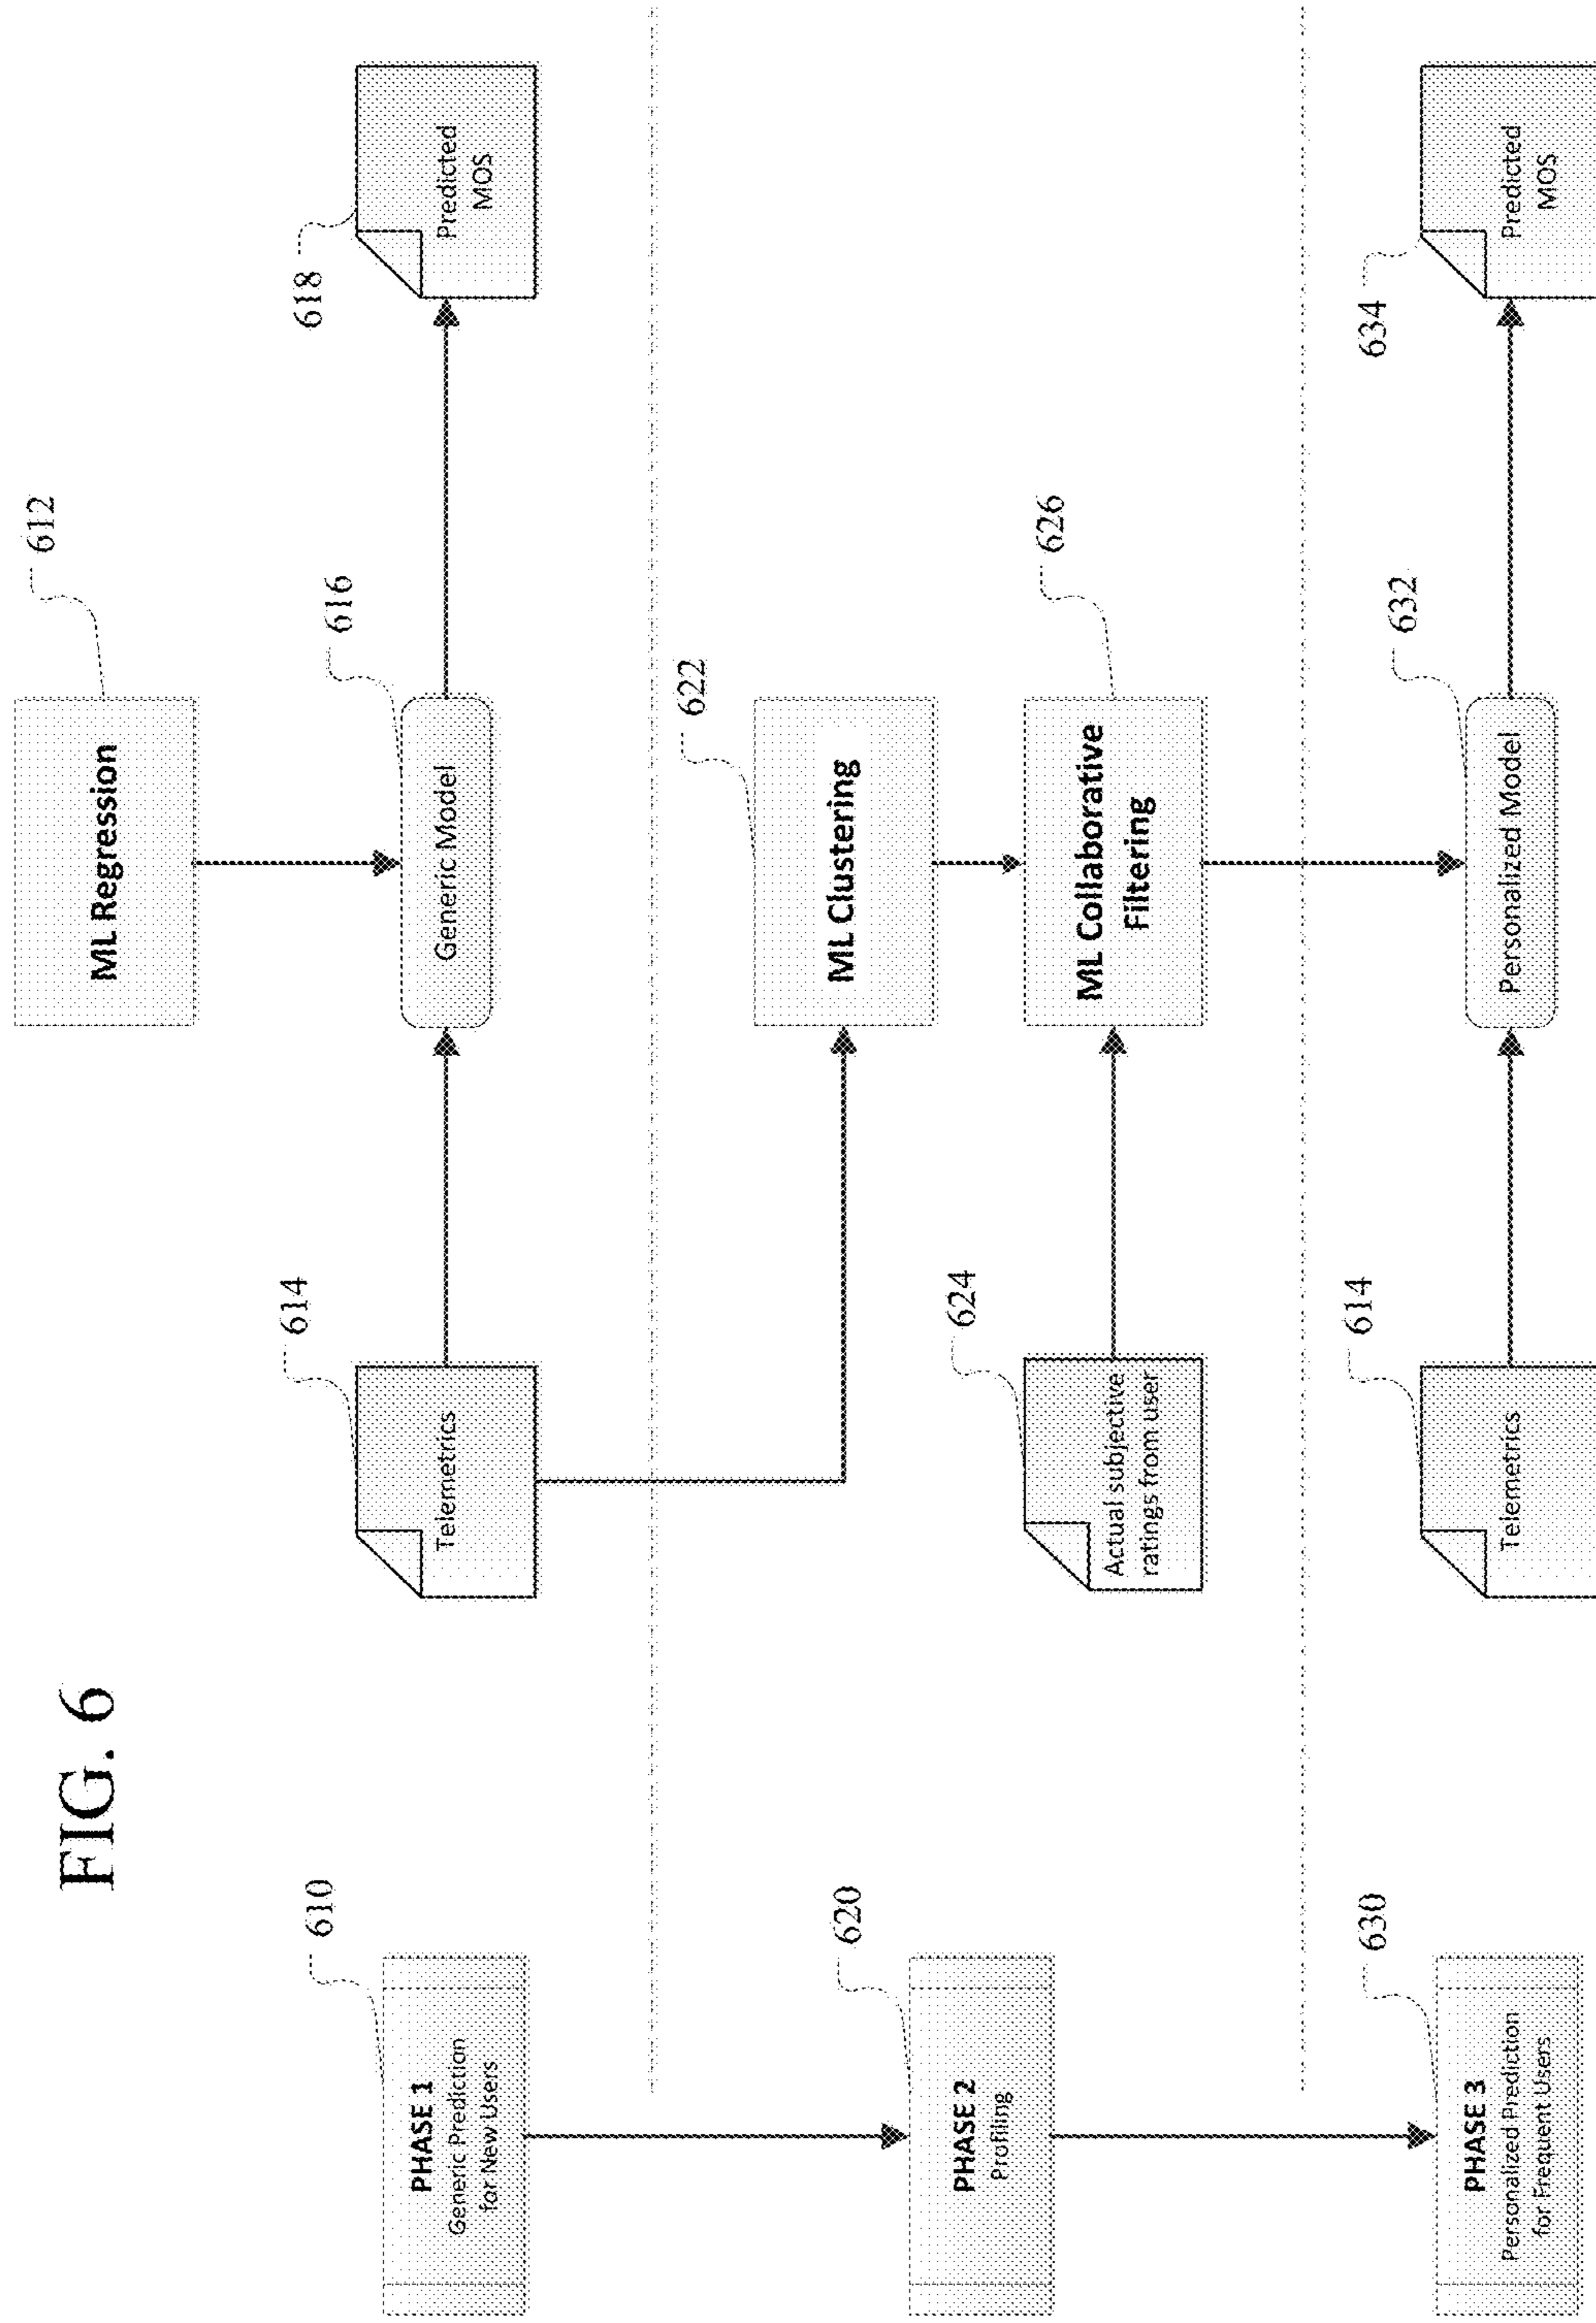 FIG. 6
612
ML Regression
610
614
616
618
PHASE 1
Generic Prediction
for New Users
Telemetrics
Generic Model
Predicted
MOS
622
ML Clustering
620
624
626
PHASE 2
Profiling
Actual subjective
ratings from user
ML Collaborative
Filtering
630
614
632
634
PHASE 3
Personalized Prediction
for Frequent Users
Telemetrics
Personalized Model
Predicted
MOS